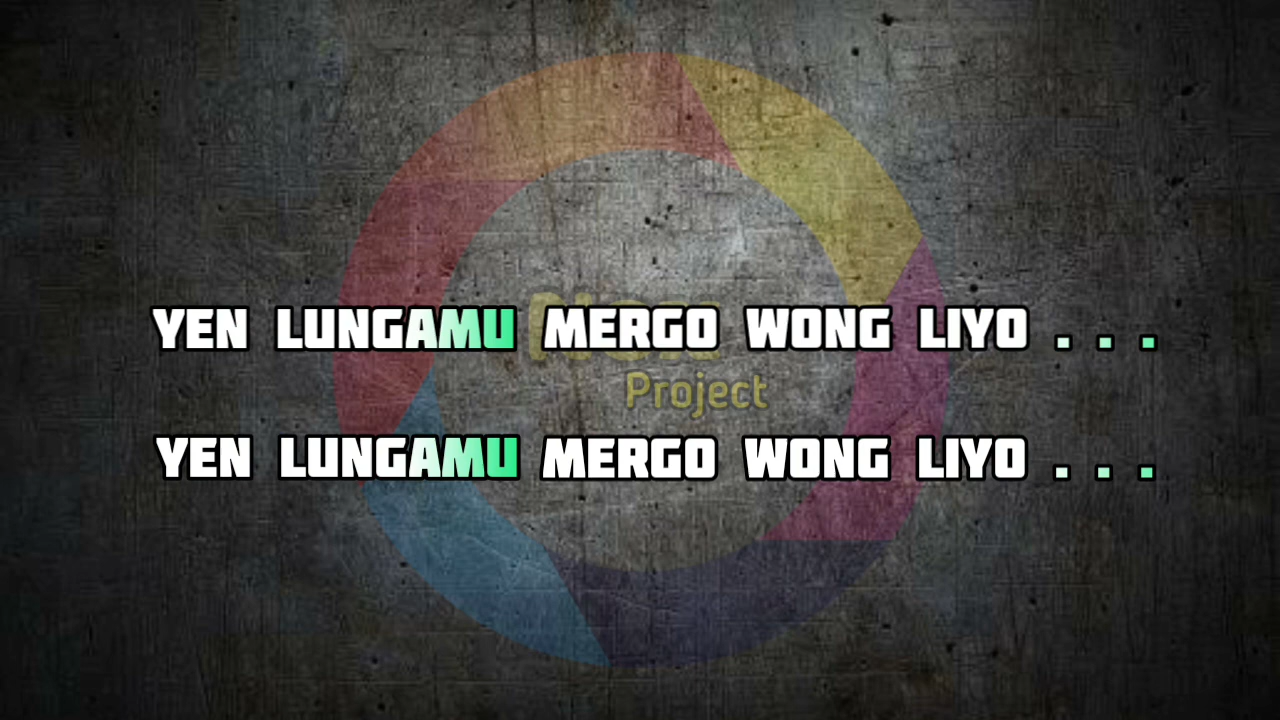 YEN LUNGAMU MERGO WONG LIYO . . .
Project
YEN LUNGAMU MERGO WONG LIYO . . .